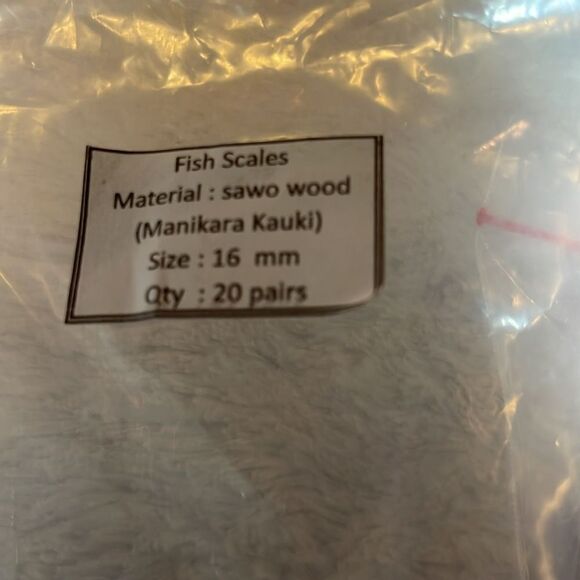 Fish Scales
Material : sawo wood
(Manikara Kauki)
Size : 16 mm
Qty : 20 pairs